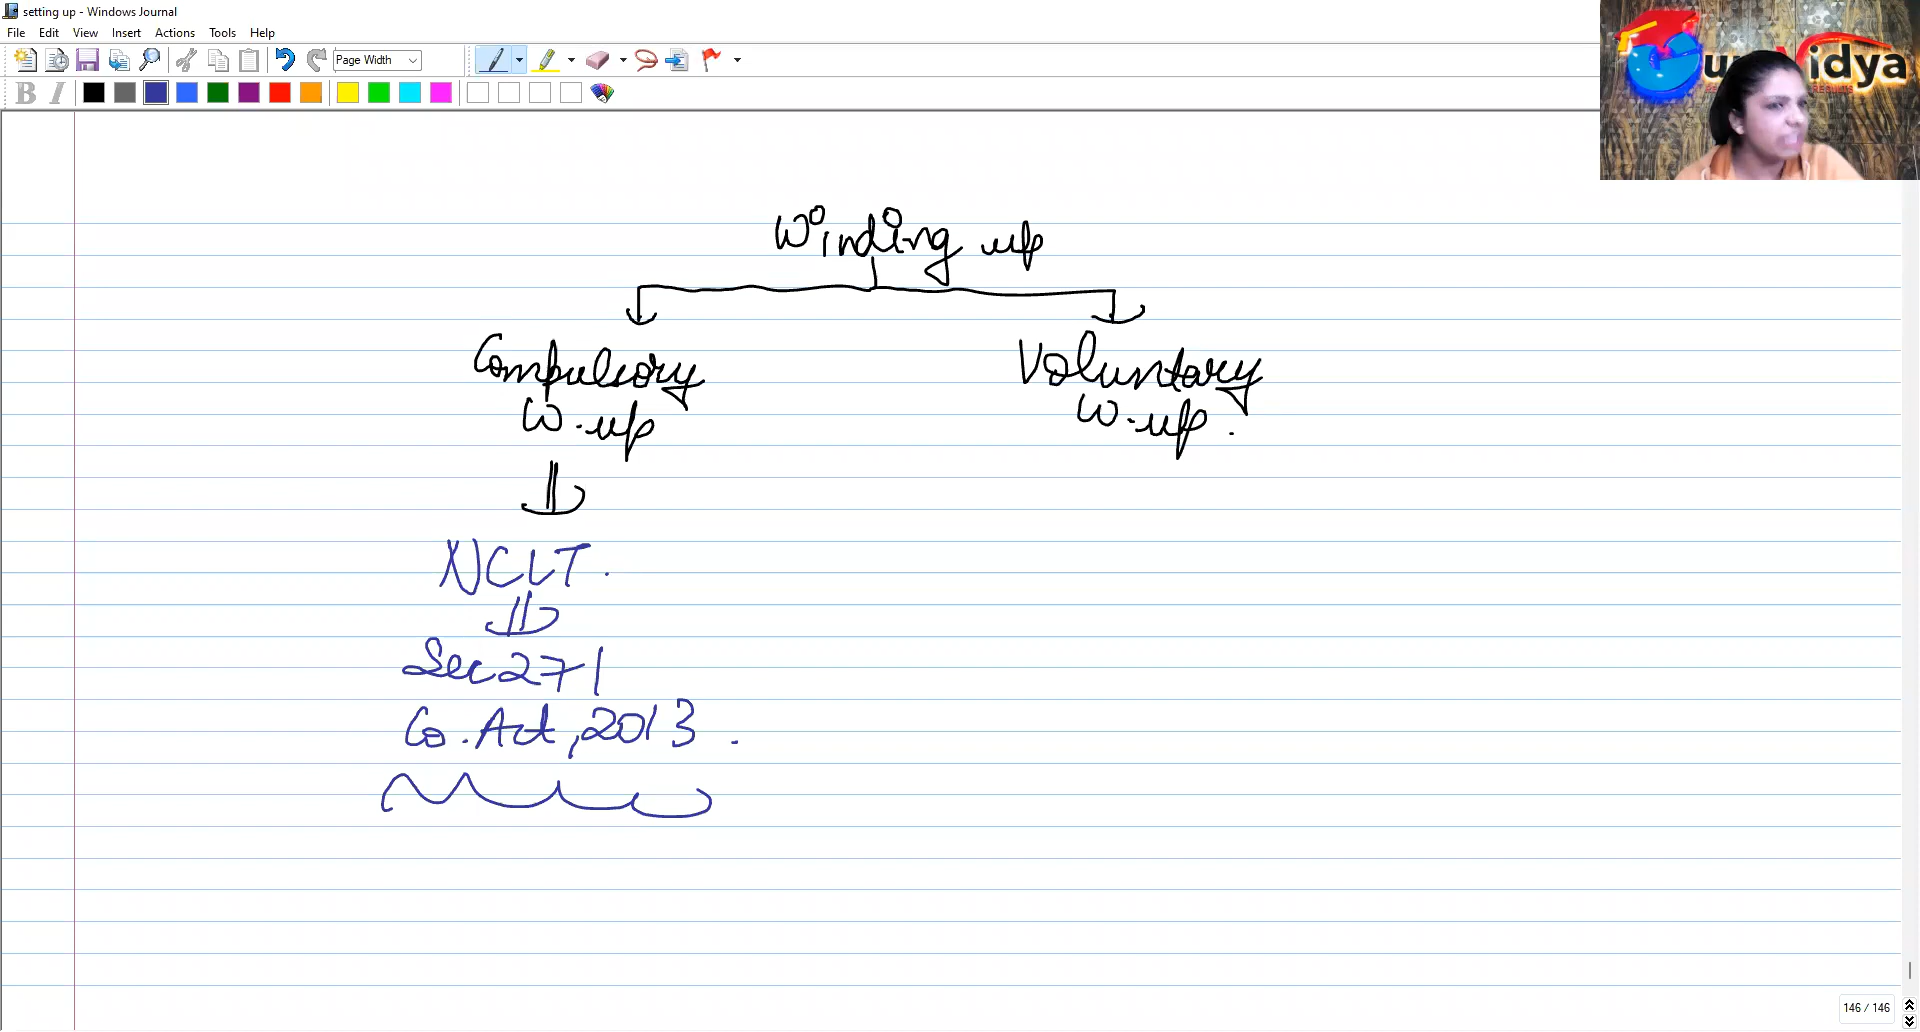 setting up - Windows Journal
File Edit View Insert Actions Tools Help
Page Width
B I
idya
Winding up
Compulsory Voluntary
W.up W.up.
NCLT.
Sec 271
Co. Act, 2013.
146 / 146